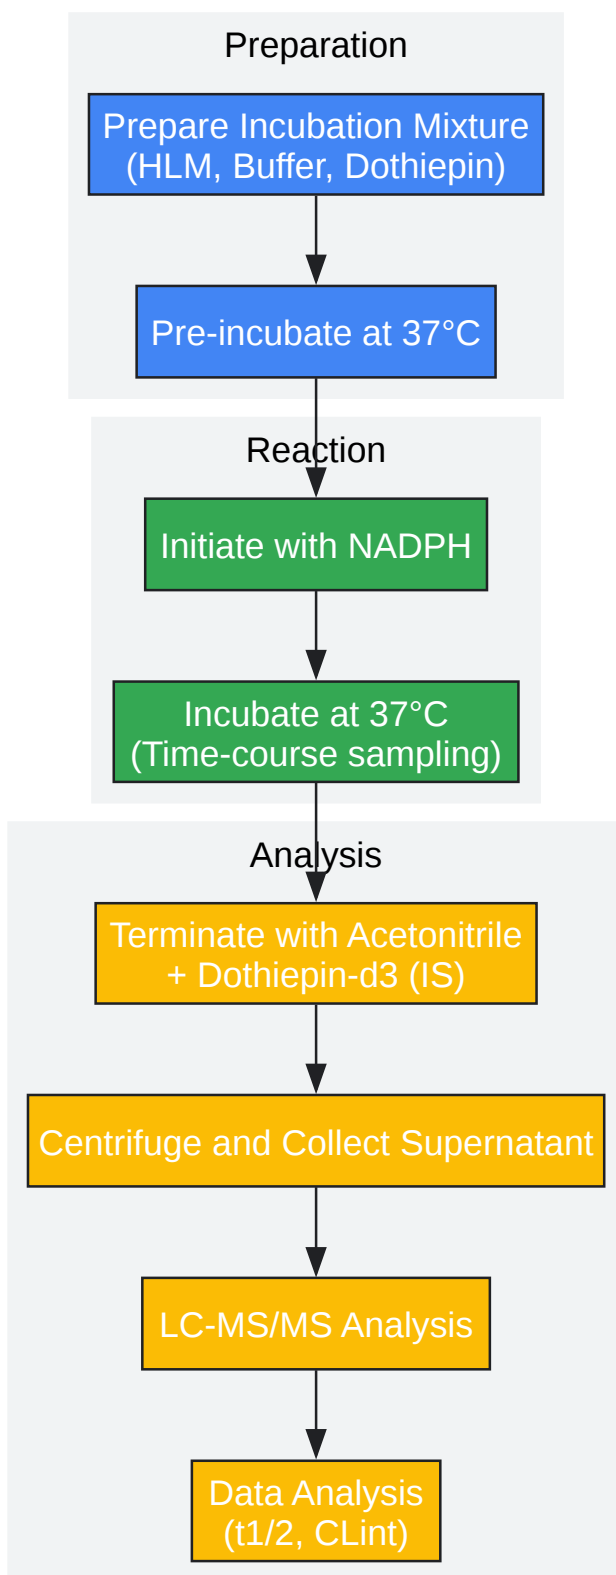 Preparation
Prepare Incubation Mixture
(HLM, Buffer, Dothiepin)
Pre-incubate at 37°C
Reaction
Initiate with NADPH
Incubate at 37°C
(Time-course sampling)
Analysis
Terminate with Acetonitrile
+ Dothiepin-d3 (IS)
Centrifuge and Collect Supernatant
LC-MS/MS Analysis
Data Analysis
(t1/2, CLint)